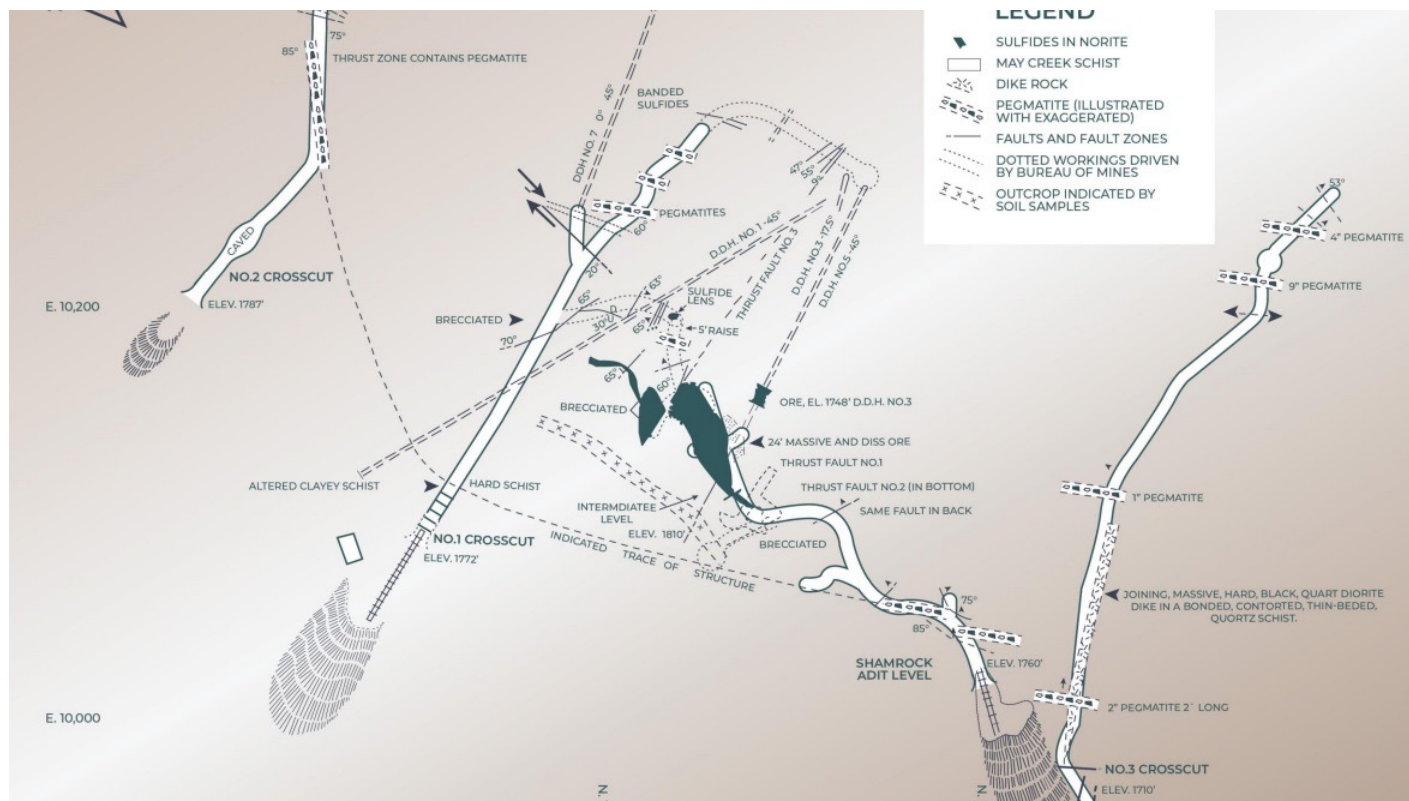 LEGEND
SULFIDES IN NORITE
MAY CREEK SCHIST
DIKE ROCK
PEGMATITE (ILLUSTRATED
WITH EXAGGERATED)
FAULTS AND FAULT ZONES
DOTTED WORKINGS DRIVEN
BY BUREAU OF MINES
OUTCROP INDICATED BY
SOIL SAMPLES
75°
85°
THRUST ZONE CONTAINS PEGMATITE
CAVED
NO.2 CROSSCUT
ELEV. 1787'
E. 10,200
DDH NO. 7 0° 45°
BANDED
SULFIDES
PEGMATITES
60°
20°
47°
55°
D.D.H. NO. 1 -45°
THRUST FAULT NO. 3
D.D.H. NO.3 -17.5°
D.D.H. NO.5 -45°
65°
63°
30°
SULFIDE
LENS
BRECCIATED
70°
65°
5' RAISE
65°
60°
BRECCIATED
ORE, EL. 1748' D.D.H. NO.3
24' MASSIVE AND DISS ORE
THRUST FAULT NO.1
THRUST FAULT NO.2 (IN BOTTOM)
SAME FAULT IN BACK
ALTERED CLAYEY SCHIST
HARD SCHIST
INTERMDIATEE
LEVEL
ELEV. 1810'
BRECCIATED
NO.1 CROSSCUT
ELEV. 1772'
INDICATED TRACE OF STRUCTURE
75°
85°
SHAMROCK
ADIT LEVEL
ELEV. 1760'
E. 10,000
53°
4" PEGMATITE
9" PEGMATITE
1" PEGMATITE
JOINING, MASSIVE, HARD, BLACK, QUART DIORITE
DIKE IN A BONDED, CONTORTED, THIN-BEDED,
QUORTZ SCHIST.
2" PEGMATITE 2` LONG
NO.3 CROSSCUT
ELEV. 1710'
N.
N.